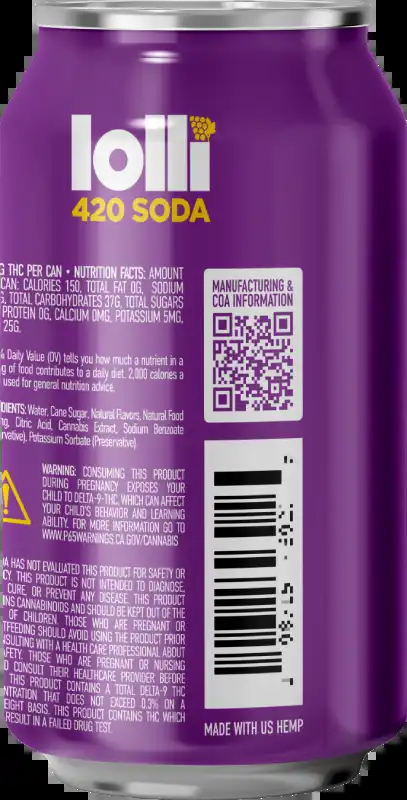 lolli
420 SODA
G THC PER CAN • NUTRITION FACTS: AMOUNT
CAN: CALORIES 150, TOTAL FAT 0G, SODIUM
G, TOTAL CARBOHYDRATES 37G, TOTAL SUGARS
PROTEIN 0G, CALCIUM 0MG, POTASSIUM 5MG,
25G.
% Daily Value (DV) tells you how much a nutrient in a
g of food contributes to a daily diet. 2,000 calories a
used for general nutrition advice.
DIENTS: Water, Cane Sugar, Natural Flavors, Natural Food
ng, Citric Acid, Cannabis Extract, Sodium Benzoate
rvative), Potassium Sorbate (Preservative)
WARNING: CONSUMING THIS PRODUCT
DURING PREGNANCY EXPOSES YOUR
CHILD TO DELTA-9-THC, WHICH CAN AFFECT
YOUR CHILD'S BEHAVIOR AND LEARNING
ABILITY. FOR MORE INFORMATION GO TO
WWW.P65WARNINGS.CA.GOV/CANNABIS
DA HAS NOT EVALUATED THIS PRODUCT FOR SAFETY OR
CY. THIS PRODUCT IS NOT INTENDED TO DIAGNOSE,
CURE, OR PREVENT ANY DISEASE. THIS PRODUCT
INS CANNABINOIDS AND SHOULD BE KEPT OUT OF THE
OF CHILDREN. THOSE WHO ARE PREGNANT OR
TFEEDING SHOULD AVOID USING THE PRODUCT PRIOR
NSULTING WITH A HEALTH CARE PROFESSIONAL ABOUT
AFETY. THOSE WHO ARE PREGNANT OR NURSING
D CONSULT THEIR HEALTHCARE PROVIDER BEFORE
THIS PRODUCT CONTAINS A TOTAL DELTA-9 THC
NTRATION THAT DOES NOT EXCEED 0.3% ON A
EIGHT BASIS. THIS PRODUCT CONTAINS THC WHICH
RESULT IN A FAILED DRUG TEST.
MANUFACTURING &
COA INFORMATION
MADE WITH US HEMP